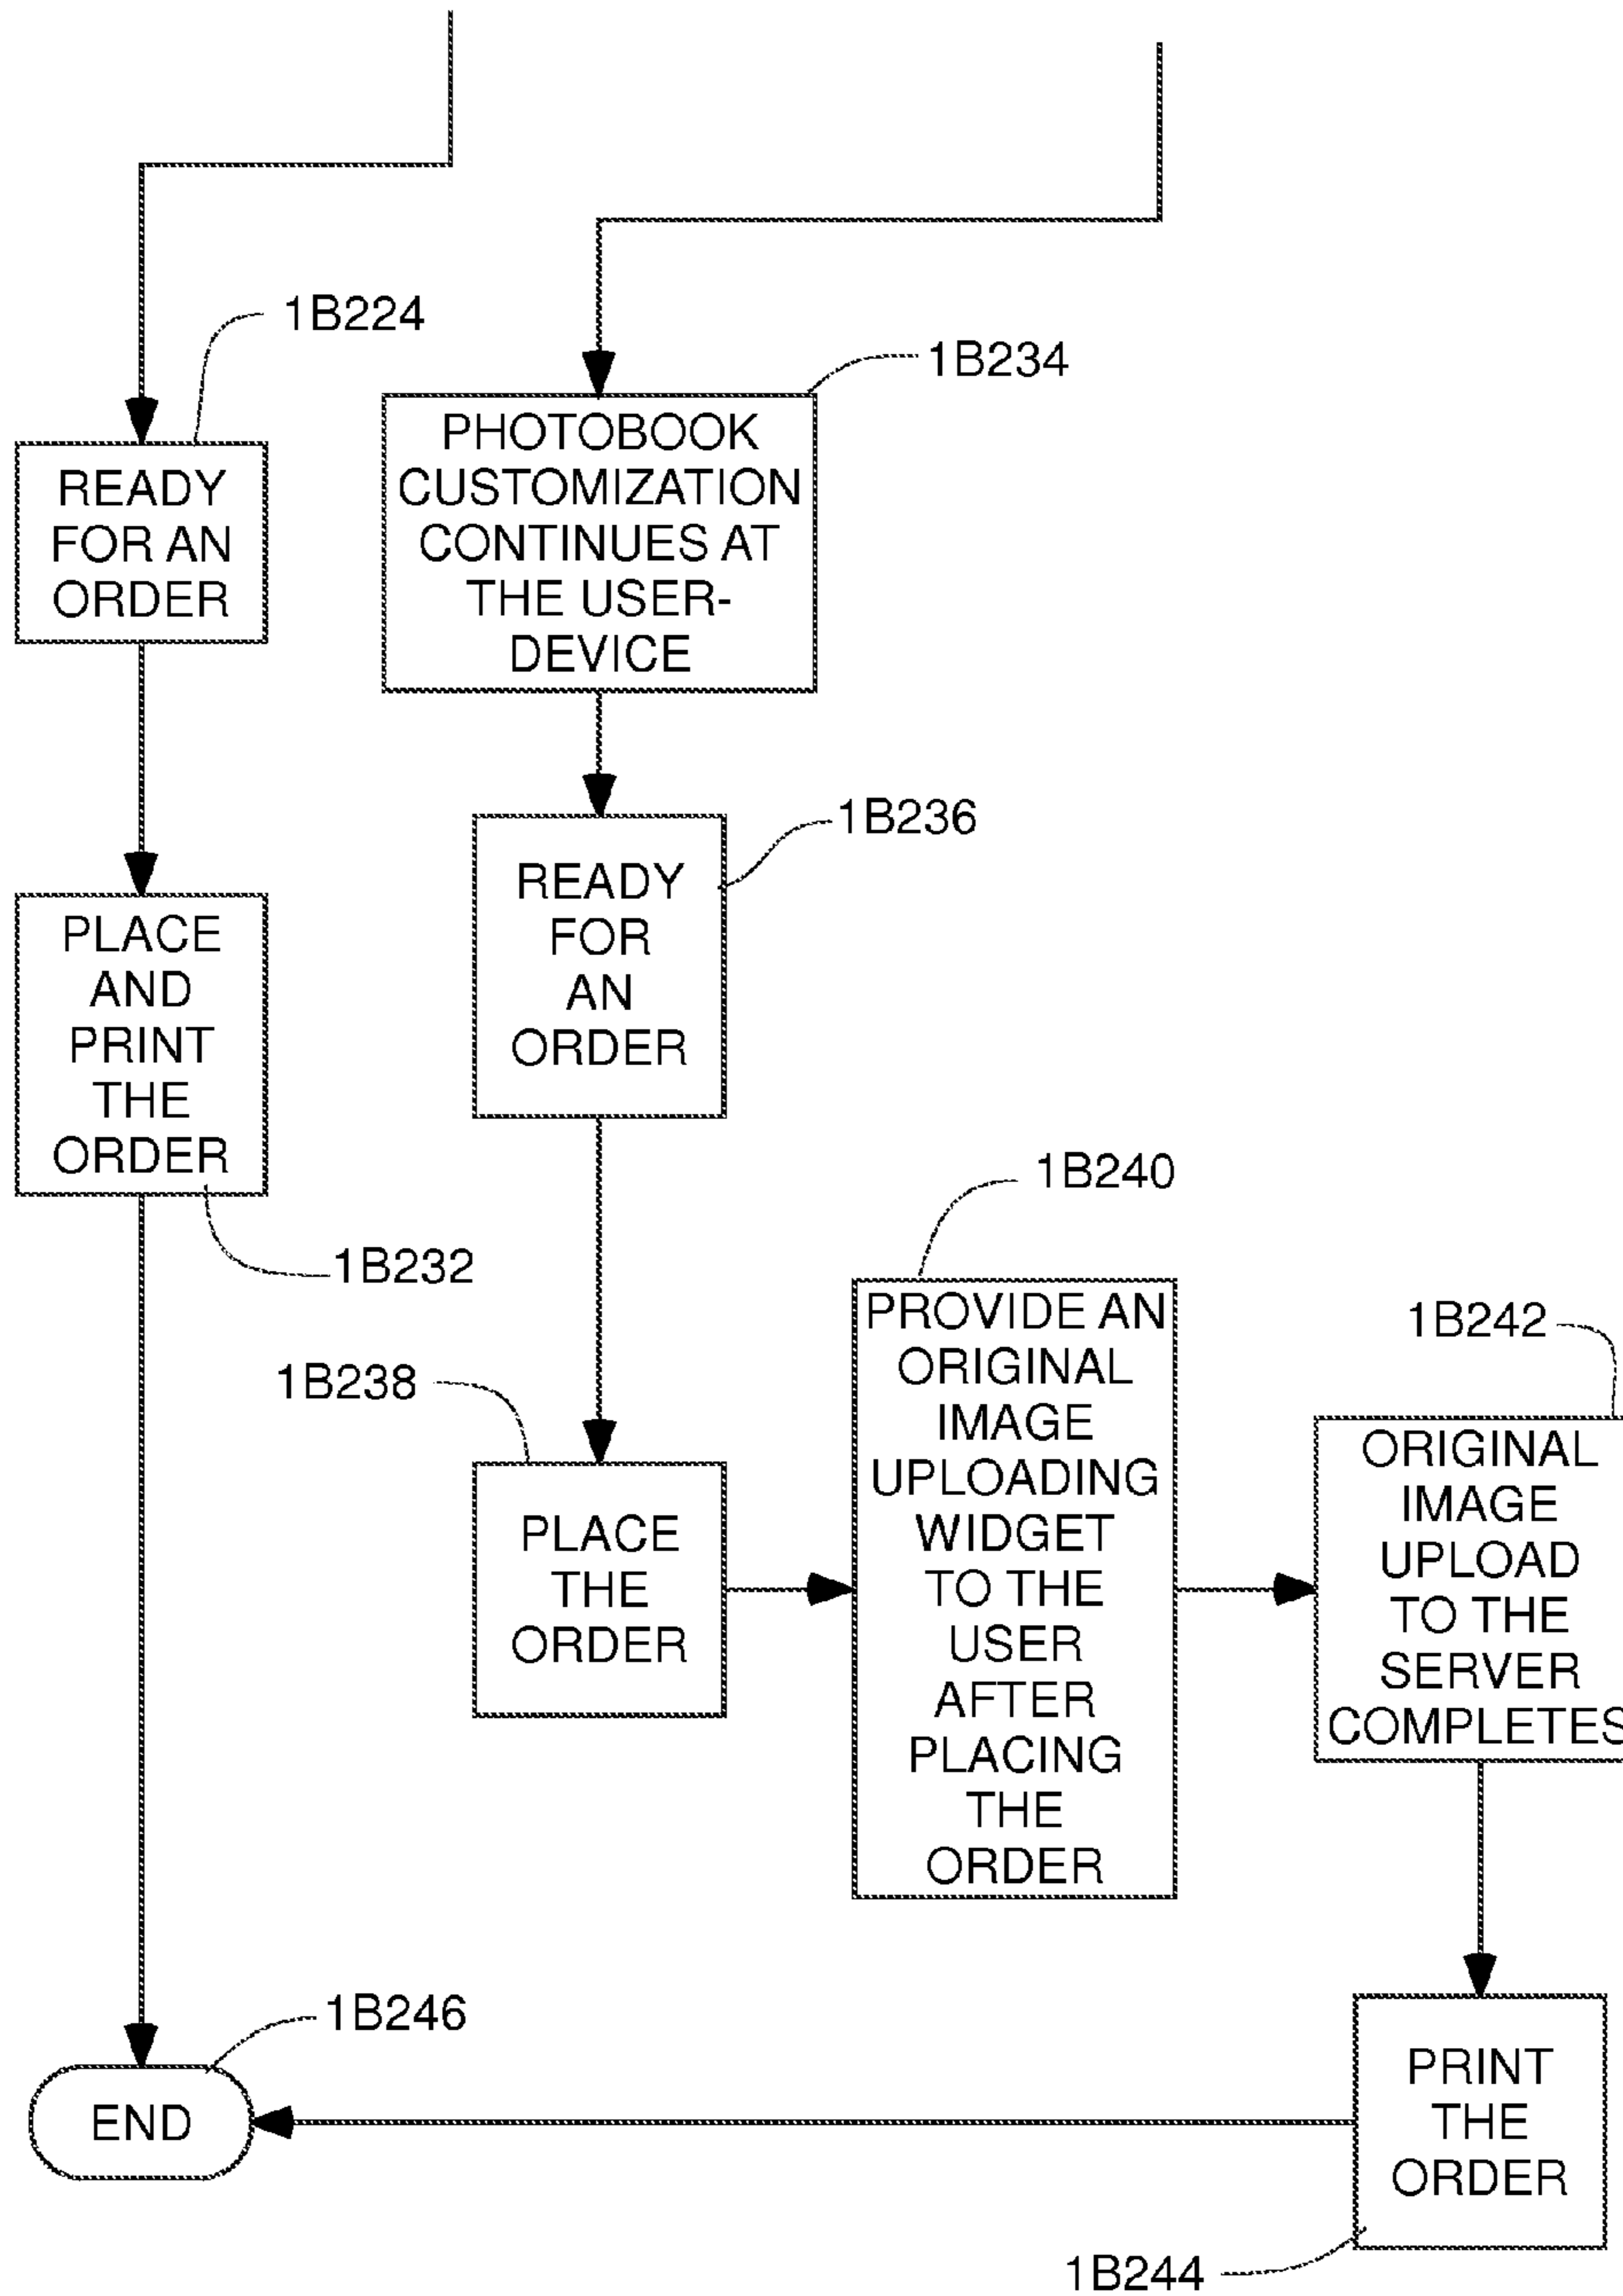 1B224
READY
FOR AN
ORDER
1B234
PHOTOBOOK
CUSTOMIZATION
CONTINUES AT
THE USER-
DEVICE
1B236
READY
FOR
AN
ORDER
PLACE
AND
PRINT
THE
ORDER
1B232
1B238
PLACE
THE
ORDER
1B240
PROVIDE AN
ORIGINAL
IMAGE
UPLOADING
WIDGET
TO THE
USER
AFTER
PLACING
THE
ORDER
1B242
ORIGINAL
IMAGE
UPLOAD
TO THE
SERVER
COMPLETES
1B246
END
PRINT
THE
ORDER
1B244